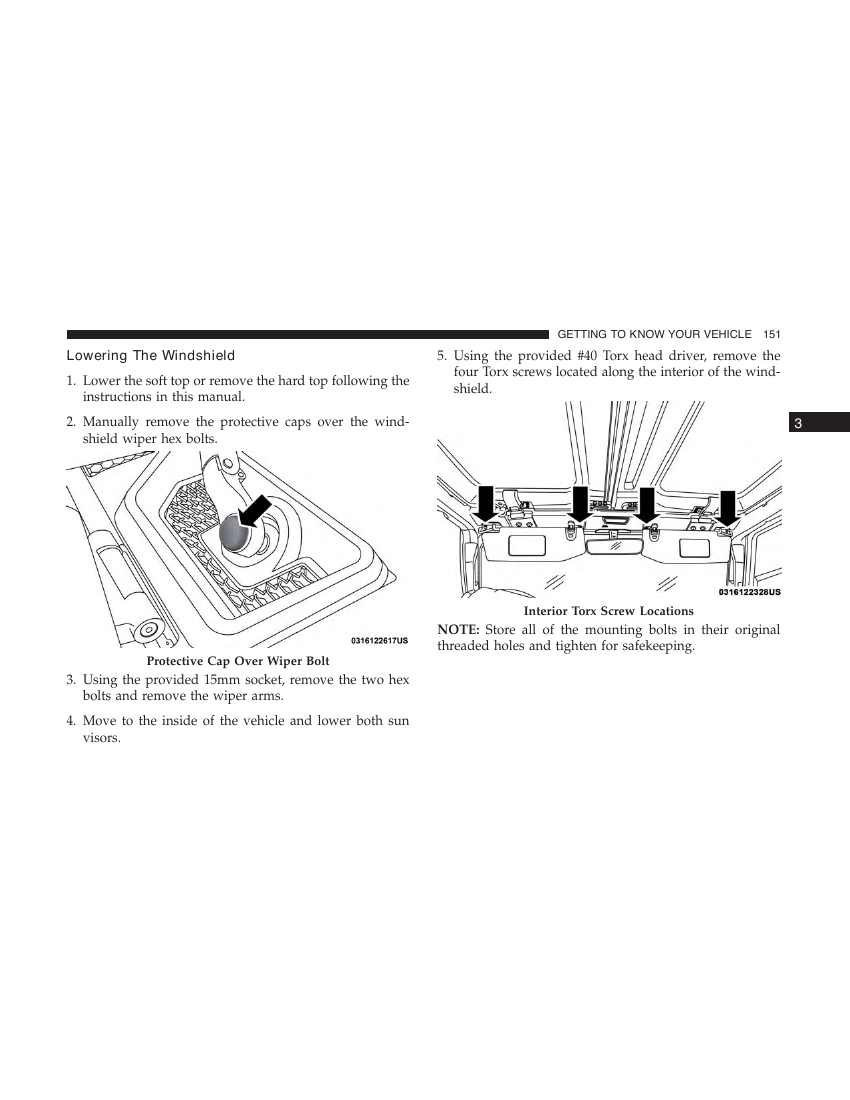 GETTING TO KNOW YOUR VEHICLE 151
Lowering The Windshield
1. Lower the soft top or remove the hard top following the
instructions in this manual.
2. Manually remove the protective caps over the wind-
shield wiper hex bolts.
0316122617US
Protective Cap Over Wiper Bolt
3. Using the provided 15mm socket, remove the two hex
bolts and remove the wiper arms.
4. Move to the inside of the vehicle and lower both sun
visors.
5. Using the provided #40 Torx head driver, remove the
four Torx screws located along the interior of the wind-
shield.
0316122328US
Interior Torx Screw Locations
NOTE: Store all of the mounting bolts in their original
threaded holes and tighten for safekeeping.
3